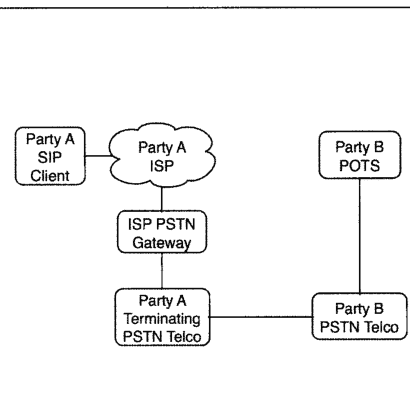 Party A
SIP
Client
Party A
ISP
Party B
POTS
ISP PSTN
Gateway
Party A
Terminating
PSTN Telco
Party B
PSTN Telco